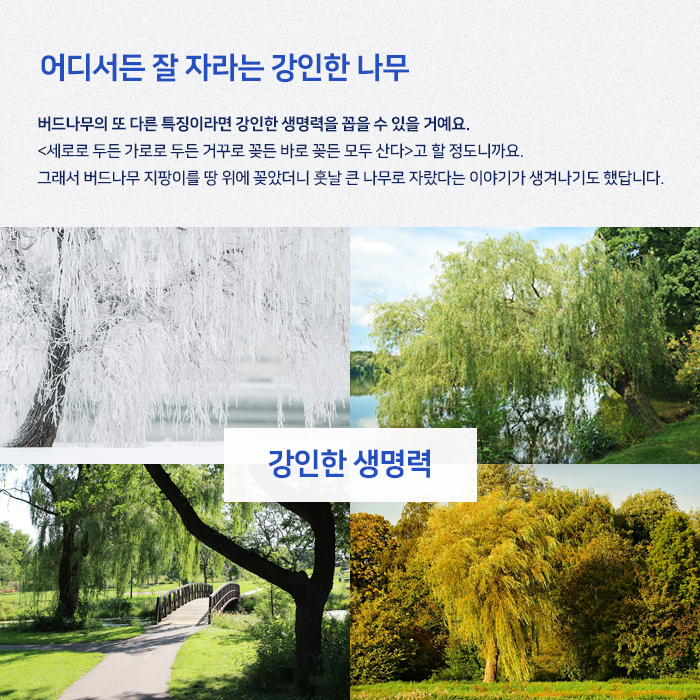 어디서든 잘 자라는 강인한 나무
버드나무의 또 다른 특징이라면 강인한 생명력을 꼽을 수 있을 거예요.
<세로로 두든 가로로 두든 거꾸로 꽂든 바로 꽂든 모두 산다>고 할 정도니까요.
그래서 버드나무 지팡이를 땅 위에 꽂았더니 훗날 큰 나무로 자랐다는 이야기가 생겨나기도 했답니다.
강인한 생명력